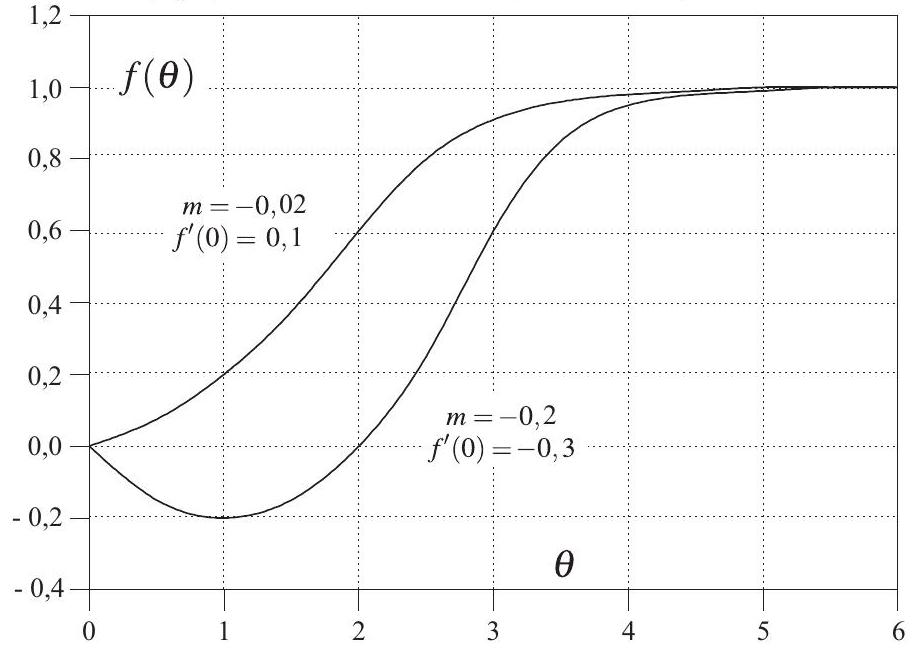 1,2
f(θ)
1,0
0,8
m = −0,02
f′(0) = 0,1
0,6
0,4
0,2
m = −0,2
f′(0) = −0,3
0,0
- 0,2
θ
- 0,4
0 1 2 3 4 5 6